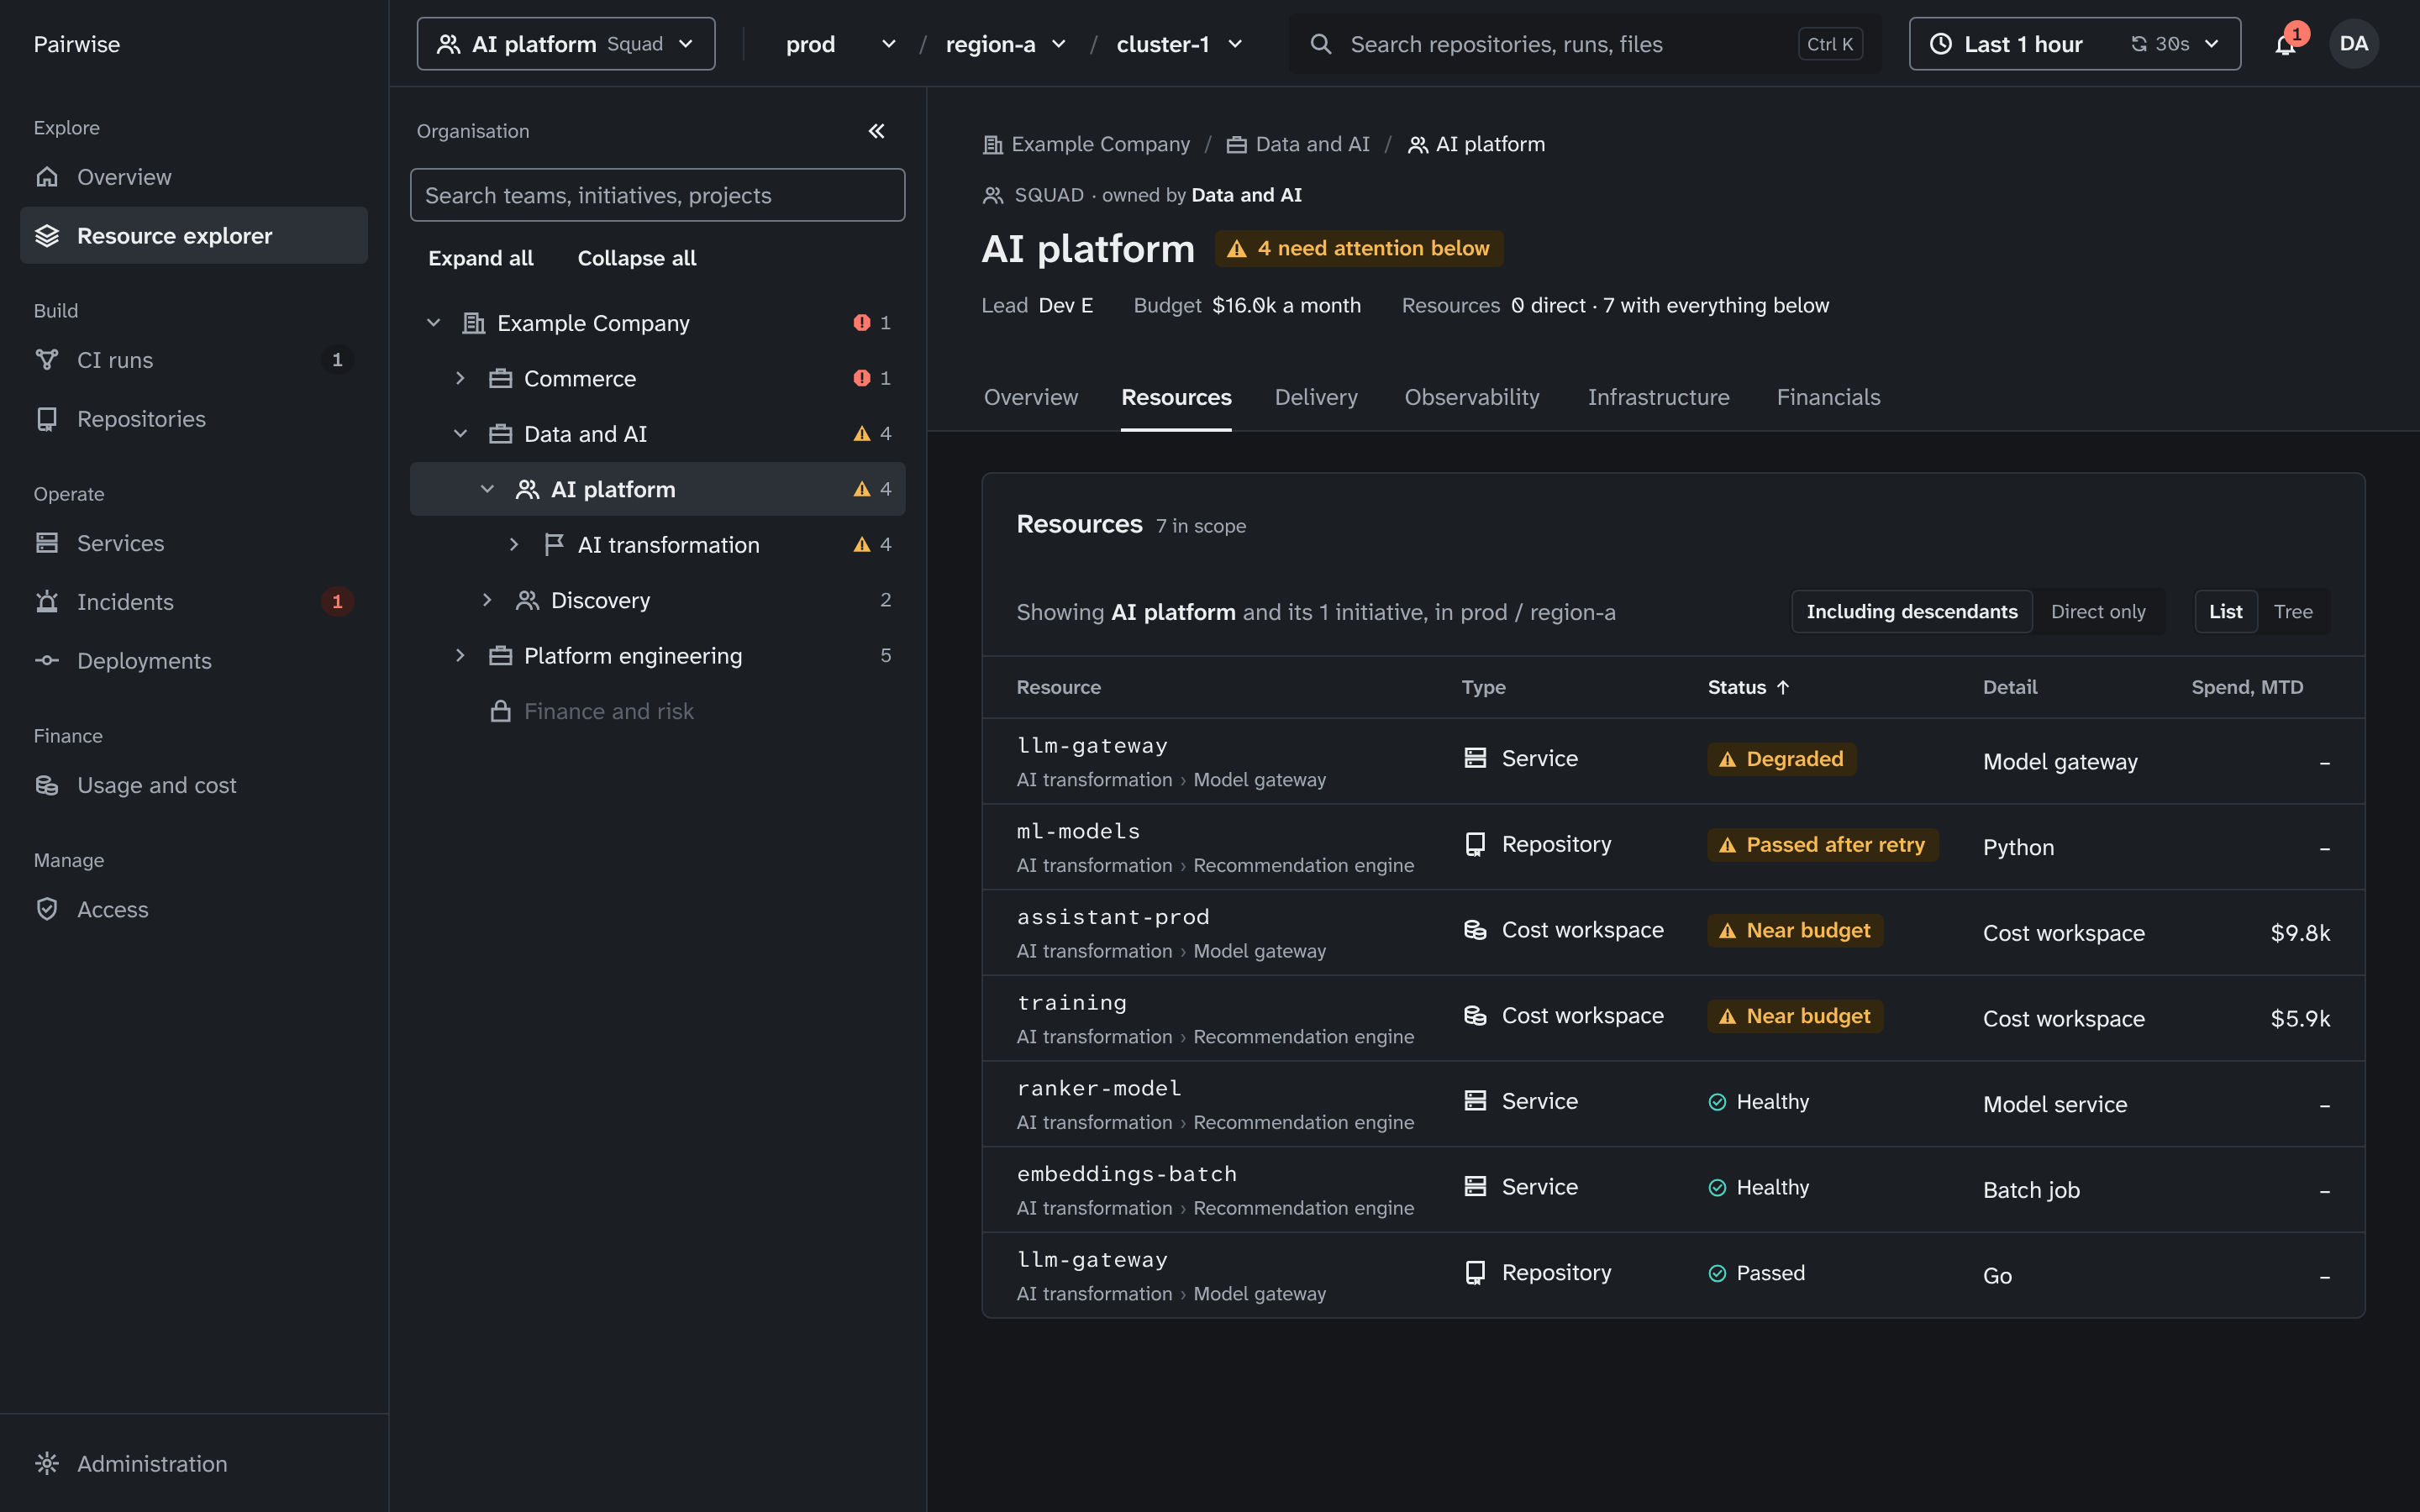 Pairwise
AI platform Squad
prod / region-a / cluster-1
Search repositories, runs, files Ctrl K
Last 1 hour 30s
1
DA
Explore
Overview
Resource explorer
Build
CI runs 1
Repositories
Operate
Services
Incidents 1
Deployments
Finance
Usage and cost
Manage
Access
Administration
Organisation
Search teams, initiatives, projects
Expand all Collapse all
Example Company 1
Commerce 1
Data and AI 4
AI platform 4
AI transformation 4
Discovery 2
Platform engineering 5
Finance and risk
Example Company / Data and AI / AI platform
SQUAD · owned by Data and AI
AI platform 4 need attention below
Lead Dev E Budget $16.0k a month Resources 0 direct · 7 with everything below
Overview Resources Delivery Observability Infrastructure Financials
Resources 7 in scope
Showing AI platform and its 1 initiative, in prod / region-a Including descendants Direct only List Tree
Resource Type Status ↑ Detail Spend, MTD
llm-gateway Service Degraded Model gateway –
AI transformation › Model gateway
ml-models Repository Passed after retry Python –
AI transformation › Recommendation engine
assistant-prod Cost workspace Near budget Cost workspace $9.8k
AI transformation › Model gateway
training Cost workspace Near budget Cost workspace $5.9k
AI transformation › Recommendation engine
ranker-model Service Healthy Model service –
AI transformation › Recommendation engine
embeddings-batch Service Healthy Batch job –
AI transformation › Recommendation engine
llm-gateway Repository Passed Go –
AI transformation › Model gateway